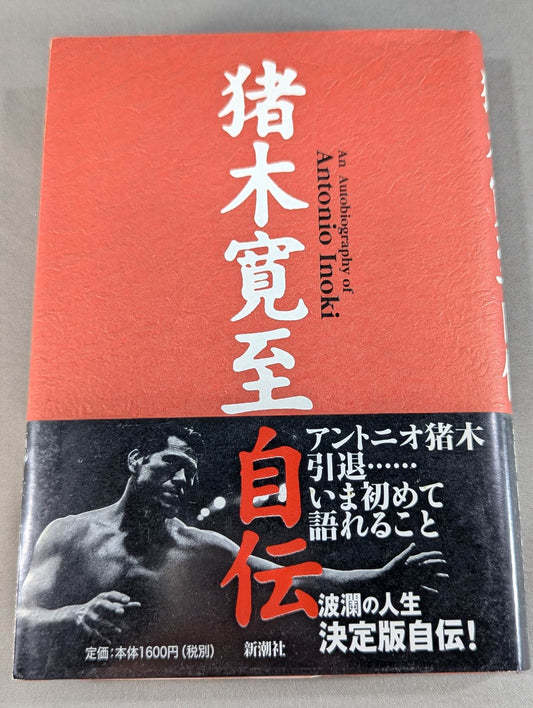 猪木寛至
自伝
An Autobiography of
Antonio Inoki
アントニオ猪木
引退……
いま初めて
語れること
波瀾の人生
決定版自伝!
定価:本体1600円(税別)
新潮社